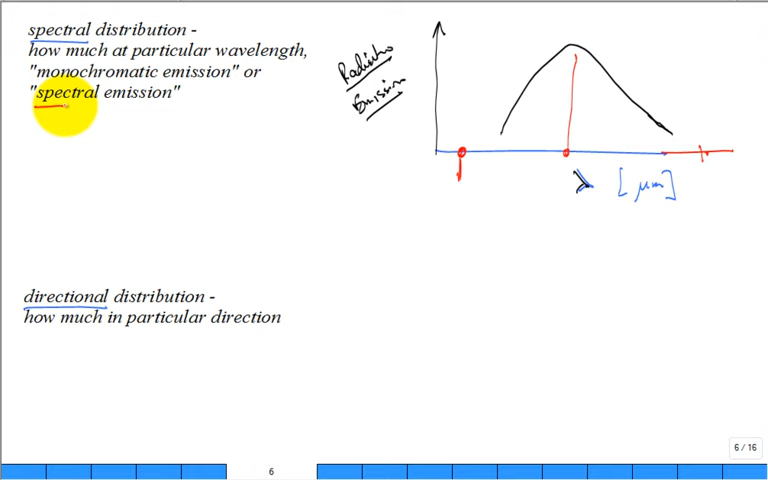 spectral distribution -
how much at particular wavelength,
"monochromatic emission" or
"spectral emission"
Emission
λ [μm]
directional distribution -
how much in particular direction
6 / 16
6